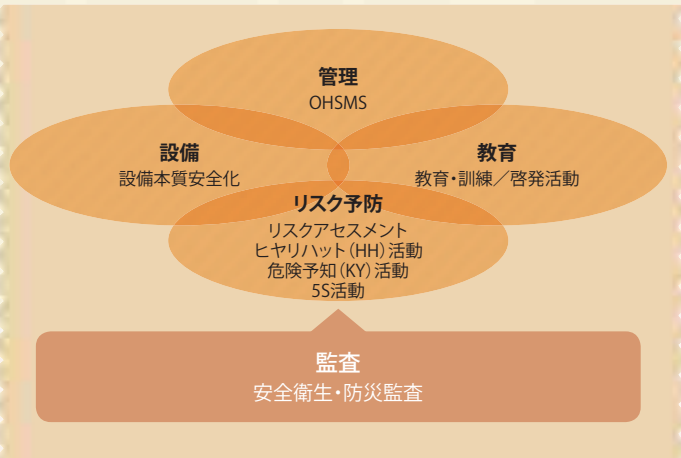 管理
OHSMS
設備
設備本質安全化
教育
教育・訓練／啓発活動
リスク予防
リスクアセスメント
ヒヤリハット（HH）活動
危険予知（KY）活動
5S活動
監査
安全衛生・防災監査